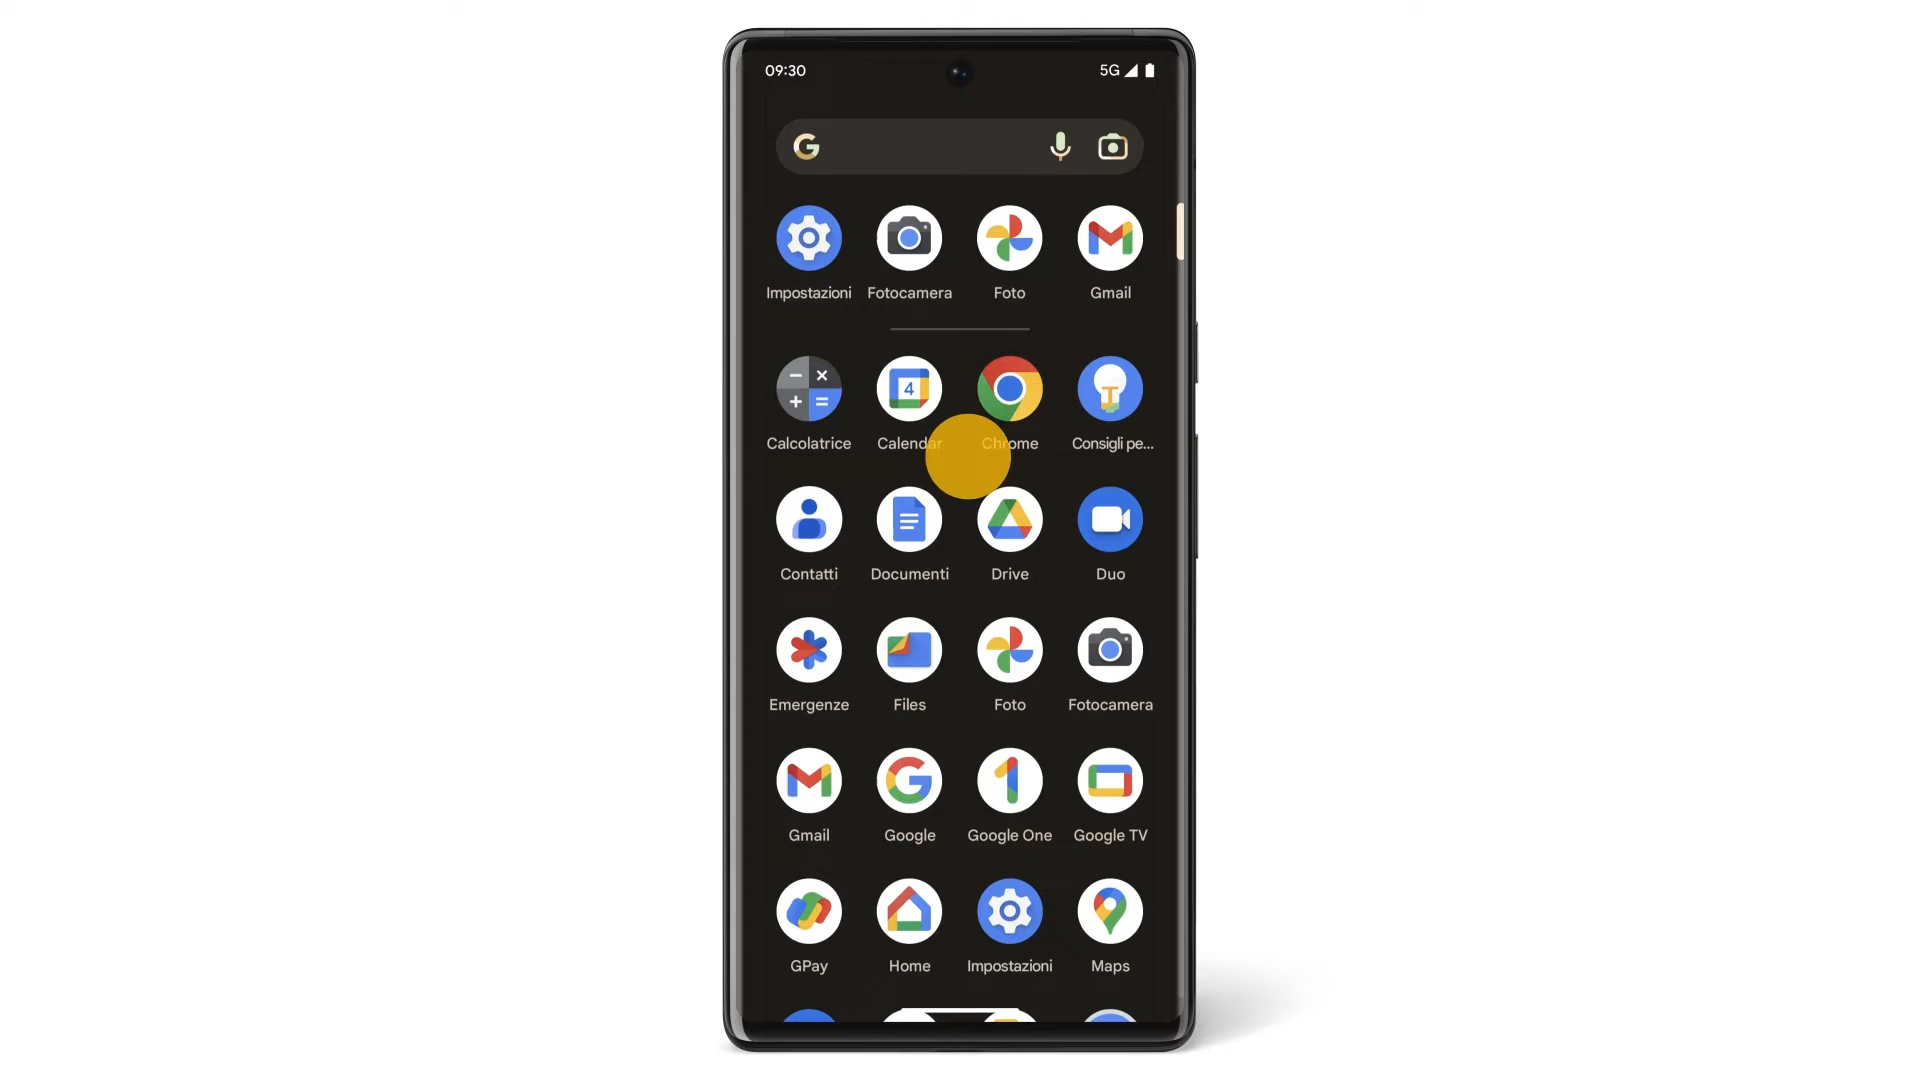 09:30 5G
Impostazioni Fotocamera Foto Gmail
4
Calcolatrice Calendar Chrome Consigli pe...
Contatti Documenti Drive Duo
Emergenze Files Foto Fotocamera
Gmail Google Google One Google TV
GPay Home Impostazioni Maps